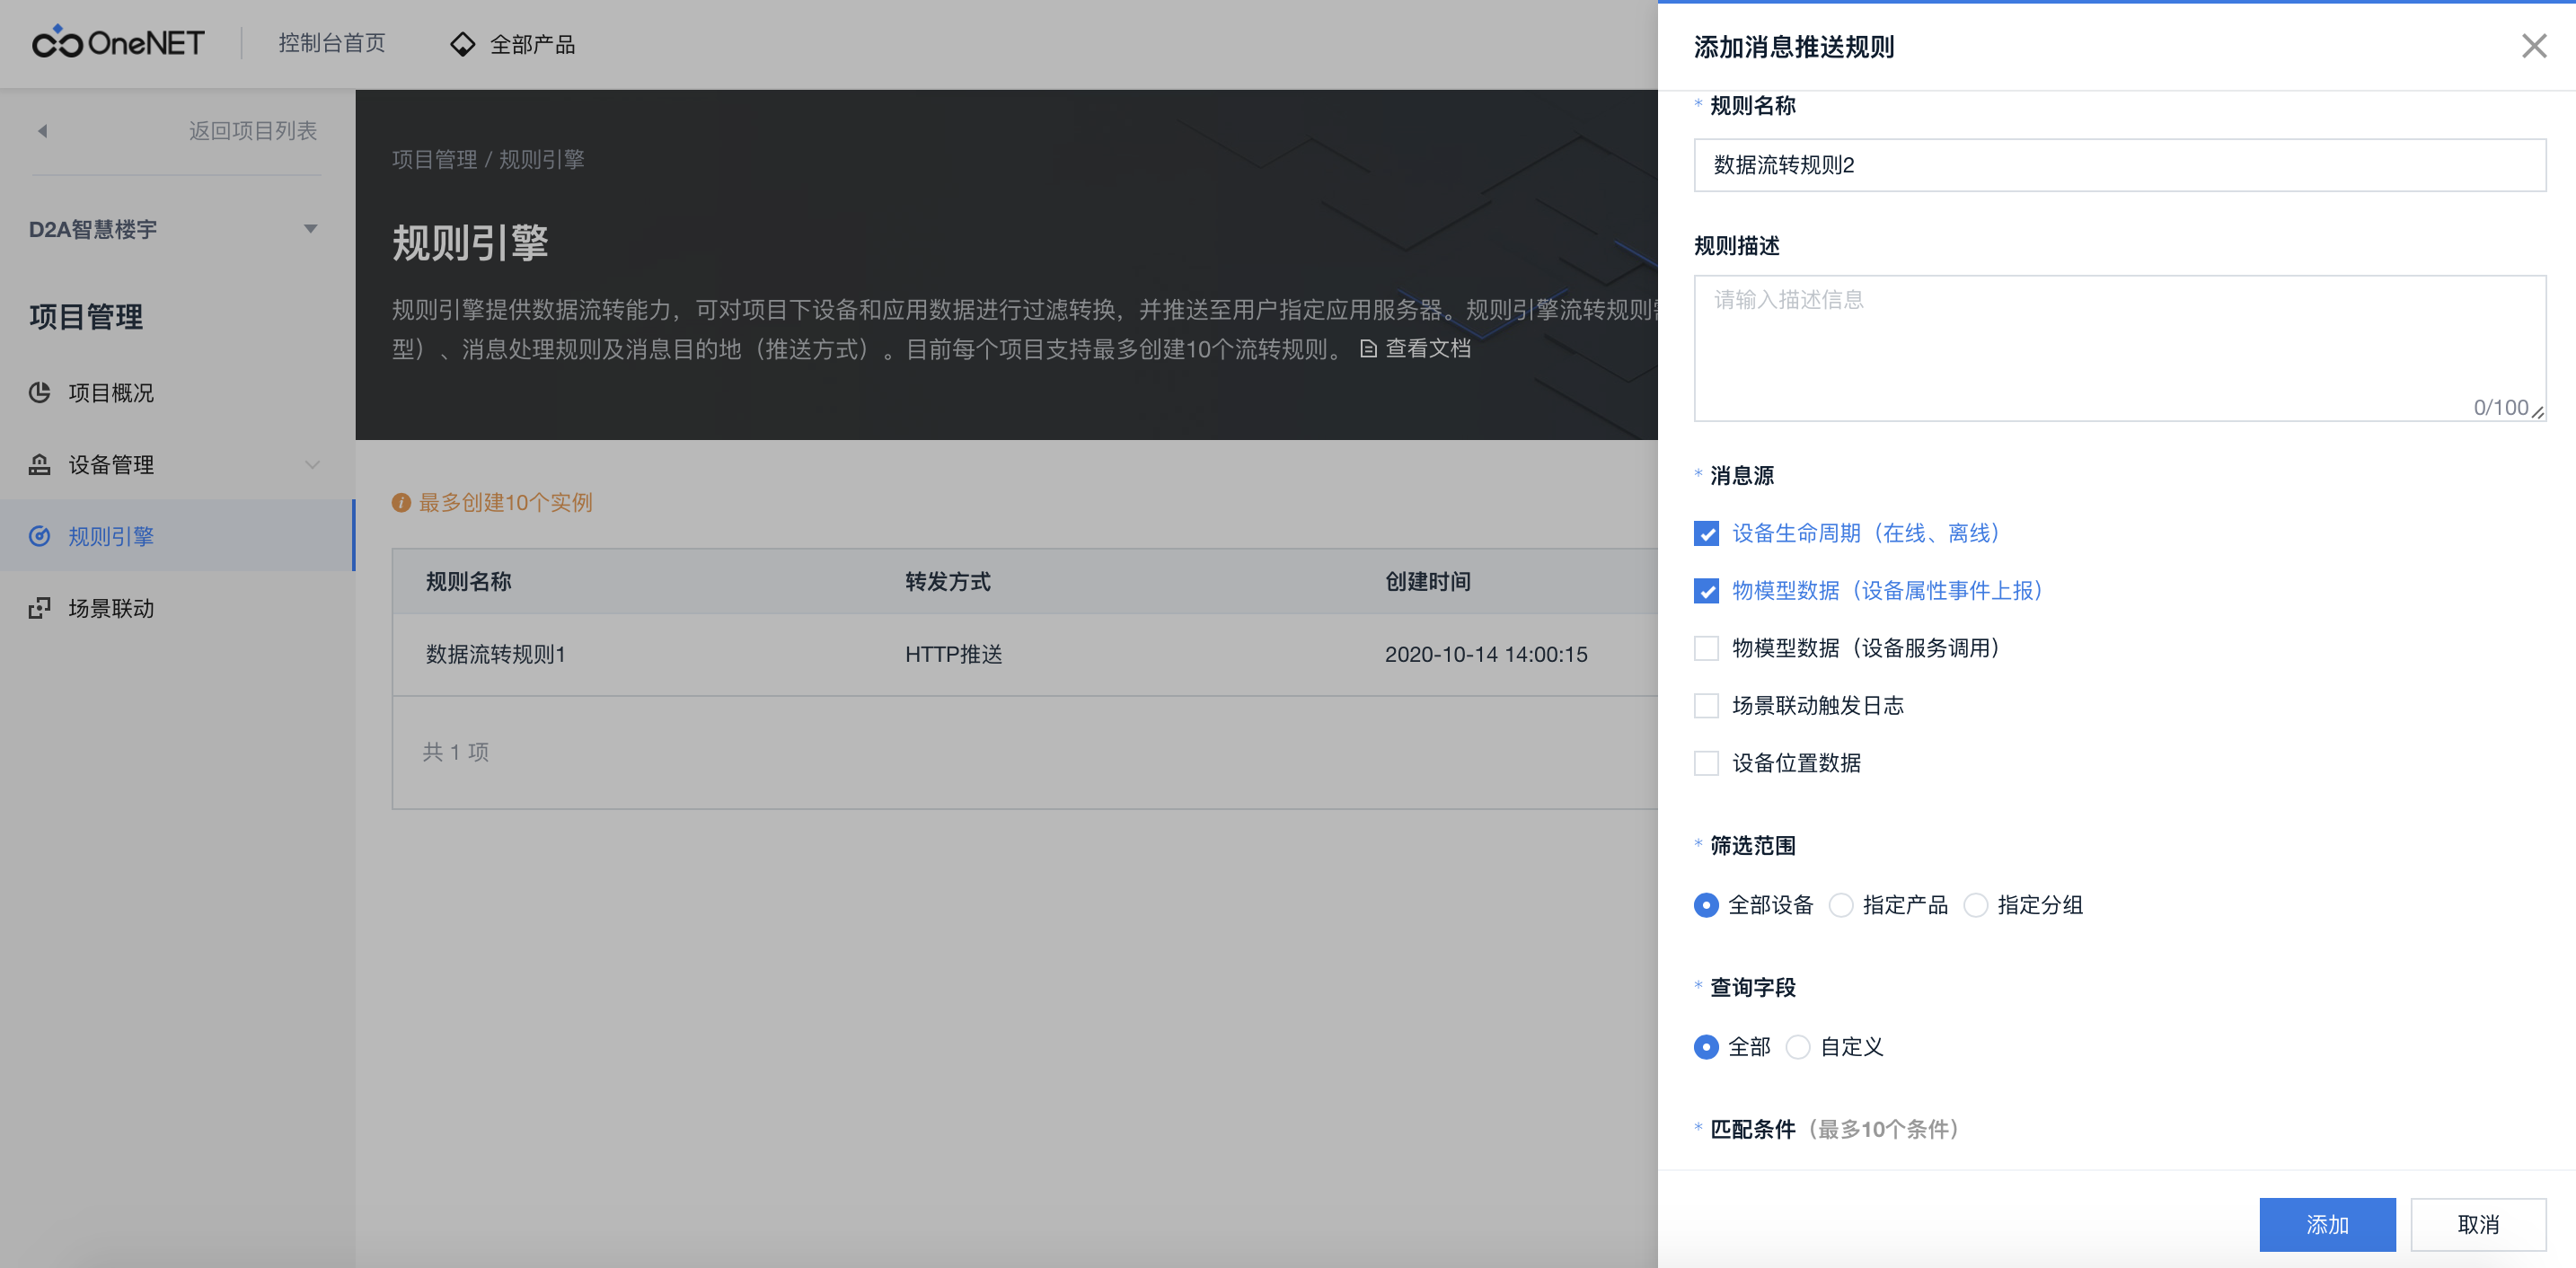 OneNET
控制台首页
全部产品
返回项目列表
D2A智慧楼宇
项目管理
项目概况
设备管理
规则引擎
场景联动
项目管理 / 规则引擎
规则引擎
规则引擎提供数据流转能力，可对项目下设备和应用数据进行过滤转换，并推送至用户指定应用服务器。规则引擎流转规则
型）、消息处理规则及消息目的地（推送方式）。目前每个项目支持最多创建10个流转规则。 查看文档
最多创建10个实例
规则名称 转发方式 创建时间
数据流转规则1 HTTP推送 2020-10-14 14:00:15
共 1 项
添加消息推送规则
* 规则名称
数据流转规则2
规则描述
请输入描述信息
0/100
* 消息源
设备生命周期（在线、离线）
物模型数据（设备属性事件上报）
物模型数据（设备服务调用）
场景联动触发日志
设备位置数据
* 筛选范围
全部设备 指定产品 指定分组
* 查询字段
全部 自定义
* 匹配条件（最多10个条件）
添加 取消